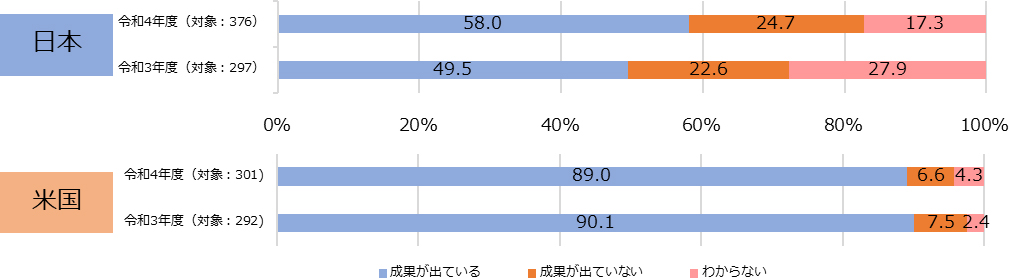 日本
令和4年度（対象：376） 58.0 24.7 17.3
令和3年度（対象：297） 49.5 22.6 27.9
0% 20% 40% 60% 80% 100%
米国
令和4年度（対象：301） 89.0 6.6 4.3
令和3年度（対象：292） 90.1 7.5 2.4
成果が出ている 成果が出ていない わからない